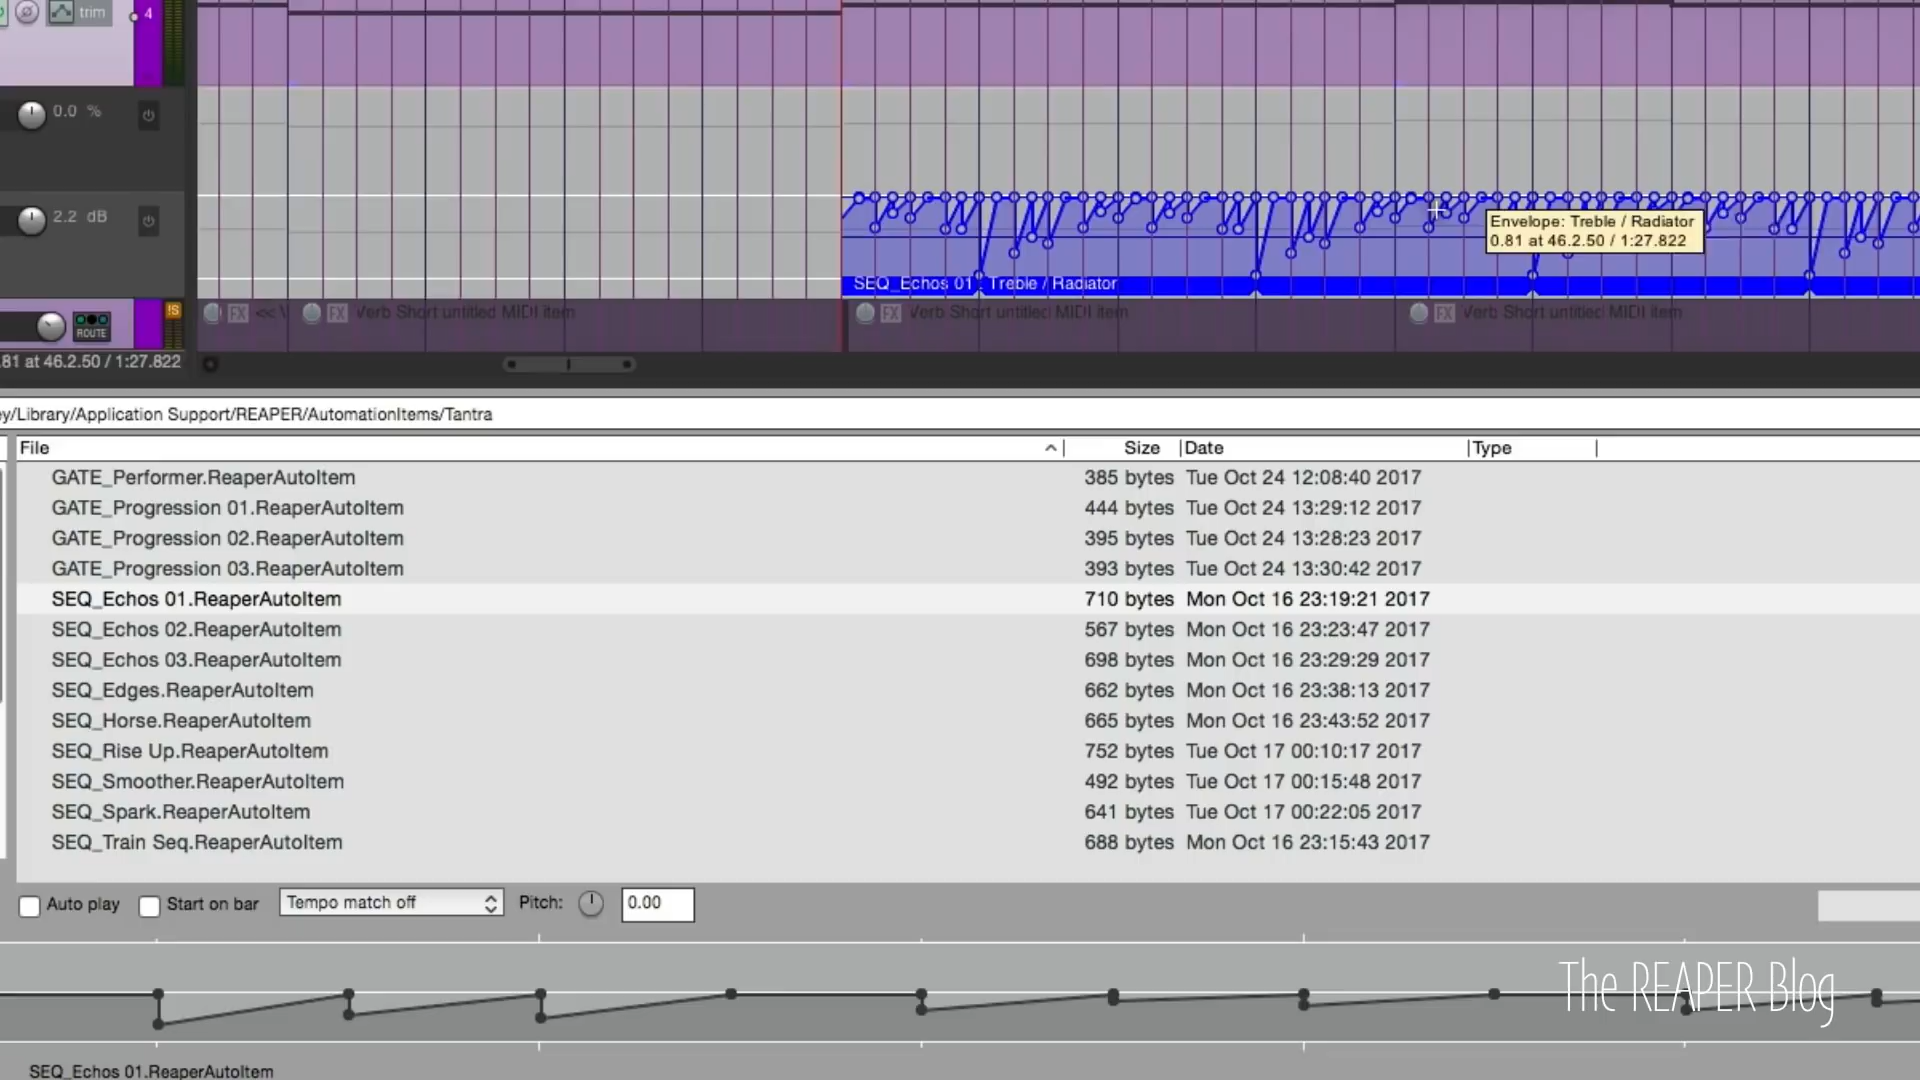 trim
4
0.0 %
2.2 dB
Envelope: Treble / Radiator
0.81 at 46.2.50 / 1:27.822
SEQ_Echos 01 : Treble / Radiator
ROUTE
FX
FX Verb Short untitled MIDI item
FX Verb Short untitled MIDI item
FX Verb Short untitled MIDI item
.81 at 46.2.50 / 1:27.822
ey/Library/Application Support/REAPER/AutomationItems/Tantra
File Size Date Type
GATE_Performer.ReaperAutoItem 385 bytes Tue Oct 24 12:08:40 2017
GATE_Progression 01.ReaperAutoItem 444 bytes Tue Oct 24 13:29:12 2017
GATE_Progression 02.ReaperAutoItem 395 bytes Tue Oct 24 13:28:23 2017
GATE_Progression 03.ReaperAutoItem 393 bytes Tue Oct 24 13:30:42 2017
SEQ_Echos 01.ReaperAutoItem 710 bytes Mon Oct 16 23:19:21 2017
SEQ_Echos 02.ReaperAutoItem 567 bytes Mon Oct 16 23:23:47 2017
SEQ_Echos 03.ReaperAutoItem 698 bytes Mon Oct 16 23:29:29 2017
SEQ_Edges.ReaperAutoItem 662 bytes Mon Oct 16 23:38:13 2017
SEQ_Horse.ReaperAutoItem 665 bytes Mon Oct 16 23:43:52 2017
SEQ_Rise Up.ReaperAutoItem 752 bytes Tue Oct 17 00:10:17 2017
SEQ_Smoother.ReaperAutoItem 492 bytes Tue Oct 17 00:15:48 2017
SEQ_Spark.ReaperAutoItem 641 bytes Tue Oct 17 00:22:05 2017
SEQ_Train Seq.ReaperAutoItem 688 bytes Mon Oct 16 23:15:43 2017
Auto play Start on bar Tempo match off Pitch: 0.00
The REAPER Blog
SEQ_Echos 01.ReaperAutoItem